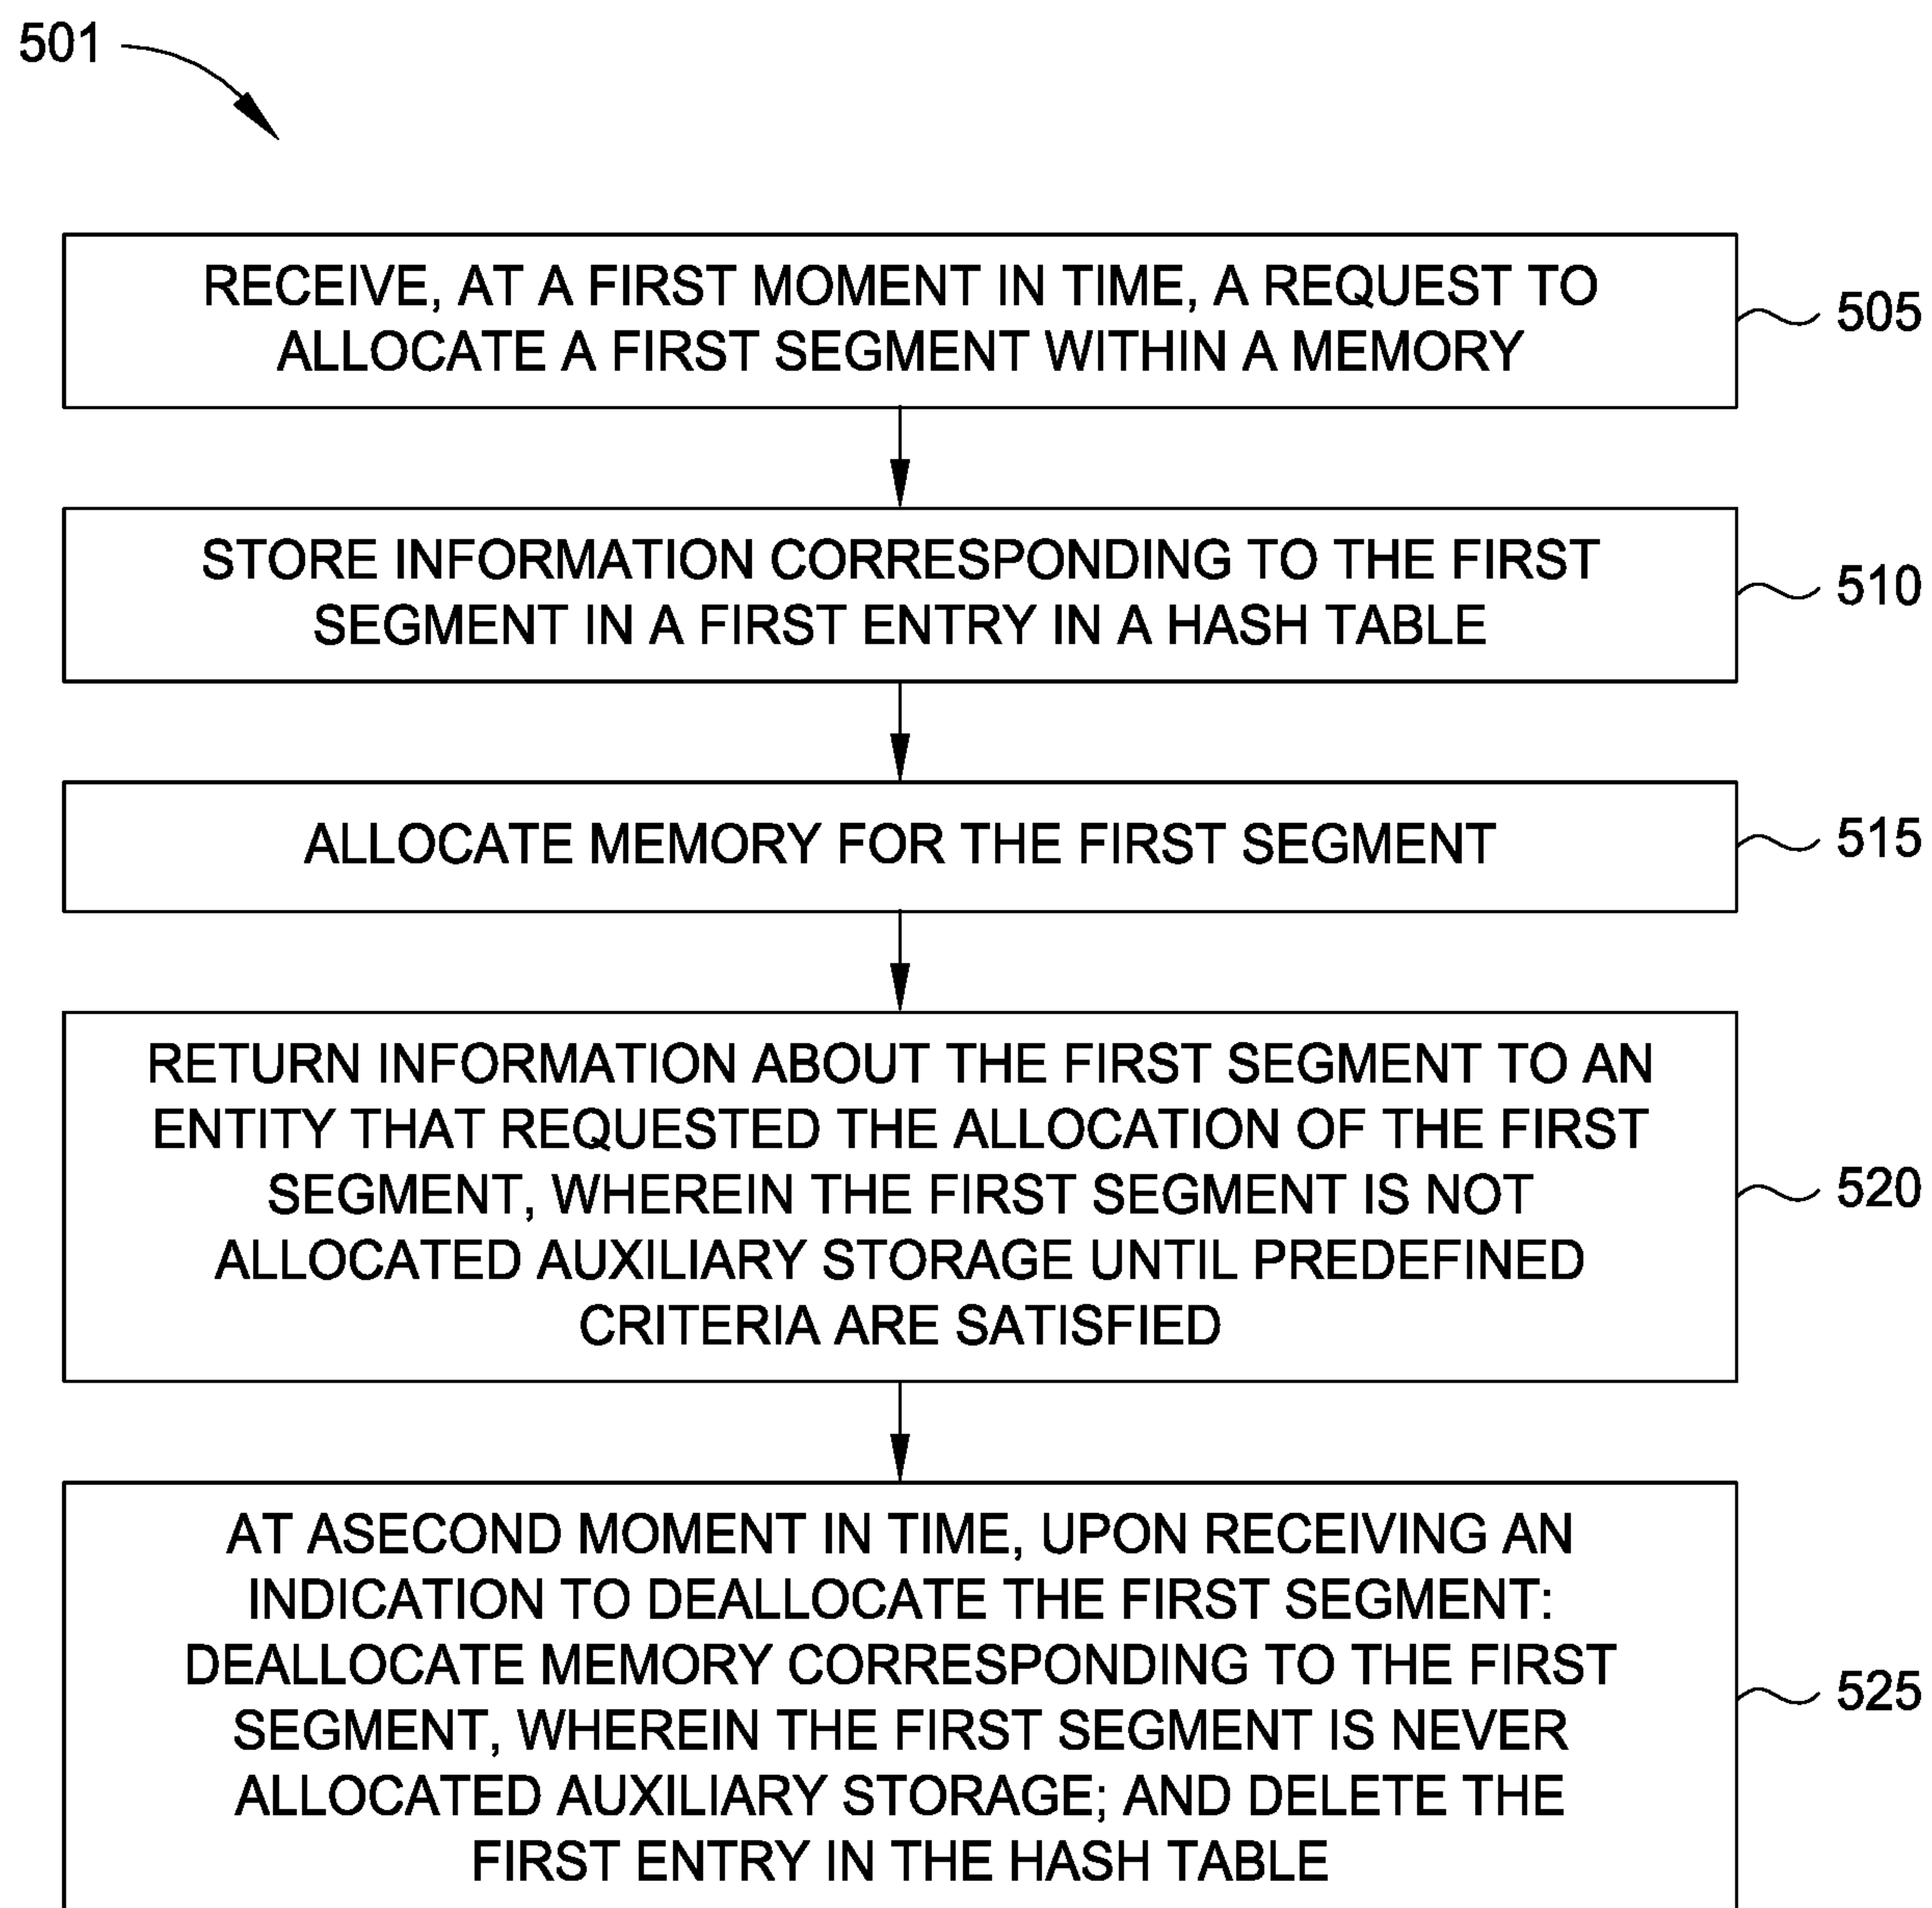 501
RECEIVE, AT A FIRST MOMENT IN TIME, A REQUEST TO
ALLOCATE A FIRST SEGMENT WITHIN A MEMORY
505
STORE INFORMATION CORRESPONDING TO THE FIRST
SEGMENT IN A FIRST ENTRY IN A HASH TABLE
510
ALLOCATE MEMORY FOR THE FIRST SEGMENT
515
RETURN INFORMATION ABOUT THE FIRST SEGMENT TO AN
ENTITY THAT REQUESTED THE ALLOCATION OF THE FIRST
SEGMENT, WHEREIN THE FIRST SEGMENT IS NOT
ALLOCATED AUXILIARY STORAGE UNTIL PREDEFINED
CRITERIA ARE SATISFIED
520
AT ASECOND MOMENT IN TIME, UPON RECEIVING AN
INDICATION TO DEALLOCATE THE FIRST SEGMENT:
DEALLOCATE MEMORY CORRESPONDING TO THE FIRST
SEGMENT, WHEREIN THE FIRST SEGMENT IS NEVER
ALLOCATED AUXILIARY STORAGE; AND DELETE THE
FIRST ENTRY IN THE HASH TABLE
525